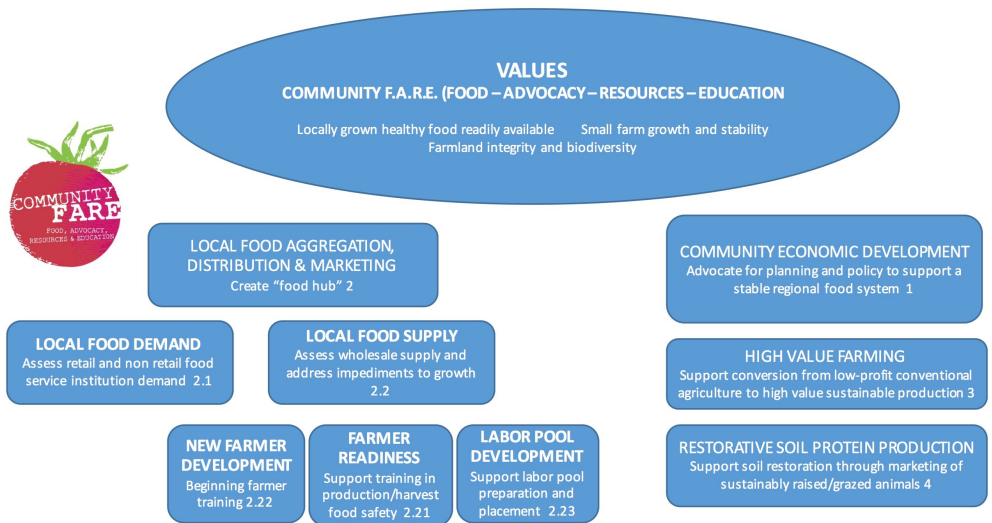 VALUES
COMMUNITY F.A.R.E. (FOOD – ADVOCACY – RESOURCES – EDUCATION
Locally grown healthy food readily available Small farm growth and stability
Farmland integrity and biodiversity
COMMUNITY
FARE
FOOD, ADVOCACY,
RESOURCES & EDUCATION
LOCAL FOOD AGGREGATION,
DISTRIBUTION & MARKETING
Create “food hub” 2
LOCAL FOOD DEMAND
Assess retail and non retail food
service institution demand 2.1
LOCAL FOOD SUPPLY
Assess wholesale supply and
address impediments to growth
2.2
NEW FARMER
DEVELOPMENT
Beginning farmer
training 2.22
FARMER
READINESS
Support training in
production/harvest
food safety 2.21
LABOR POOL
DEVELOPMENT
Support labor pool
preparation and
placement 2.23
COMMUNITY ECONOMIC DEVELOPMENT
Advocate for planning and policy to support a
stable regional food system 1
HIGH VALUE FARMING
Support conversion from low-profit conventional
agriculture to high value sustainable production 3
RESTORATIVE SOIL PROTEIN PRODUCTION
Support soil restoration through marketing of
sustainably raised/grazed animals 4